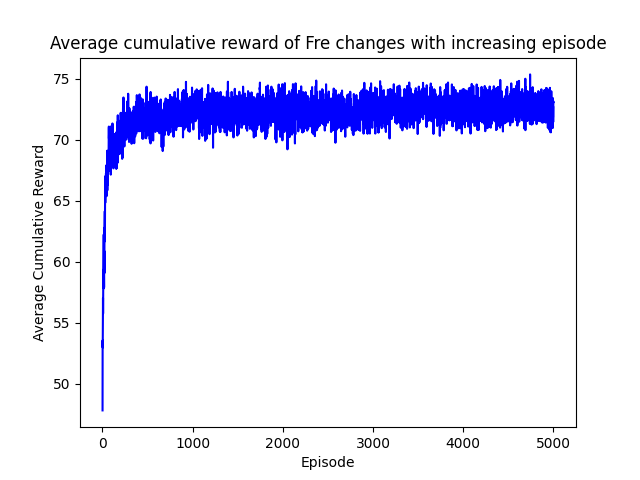 Average cumulative reward of Fre changes with increasing episode
75
70
65
60
55
50
Average Cumulative Reward
0 1000 2000 3000 4000 5000
Episode